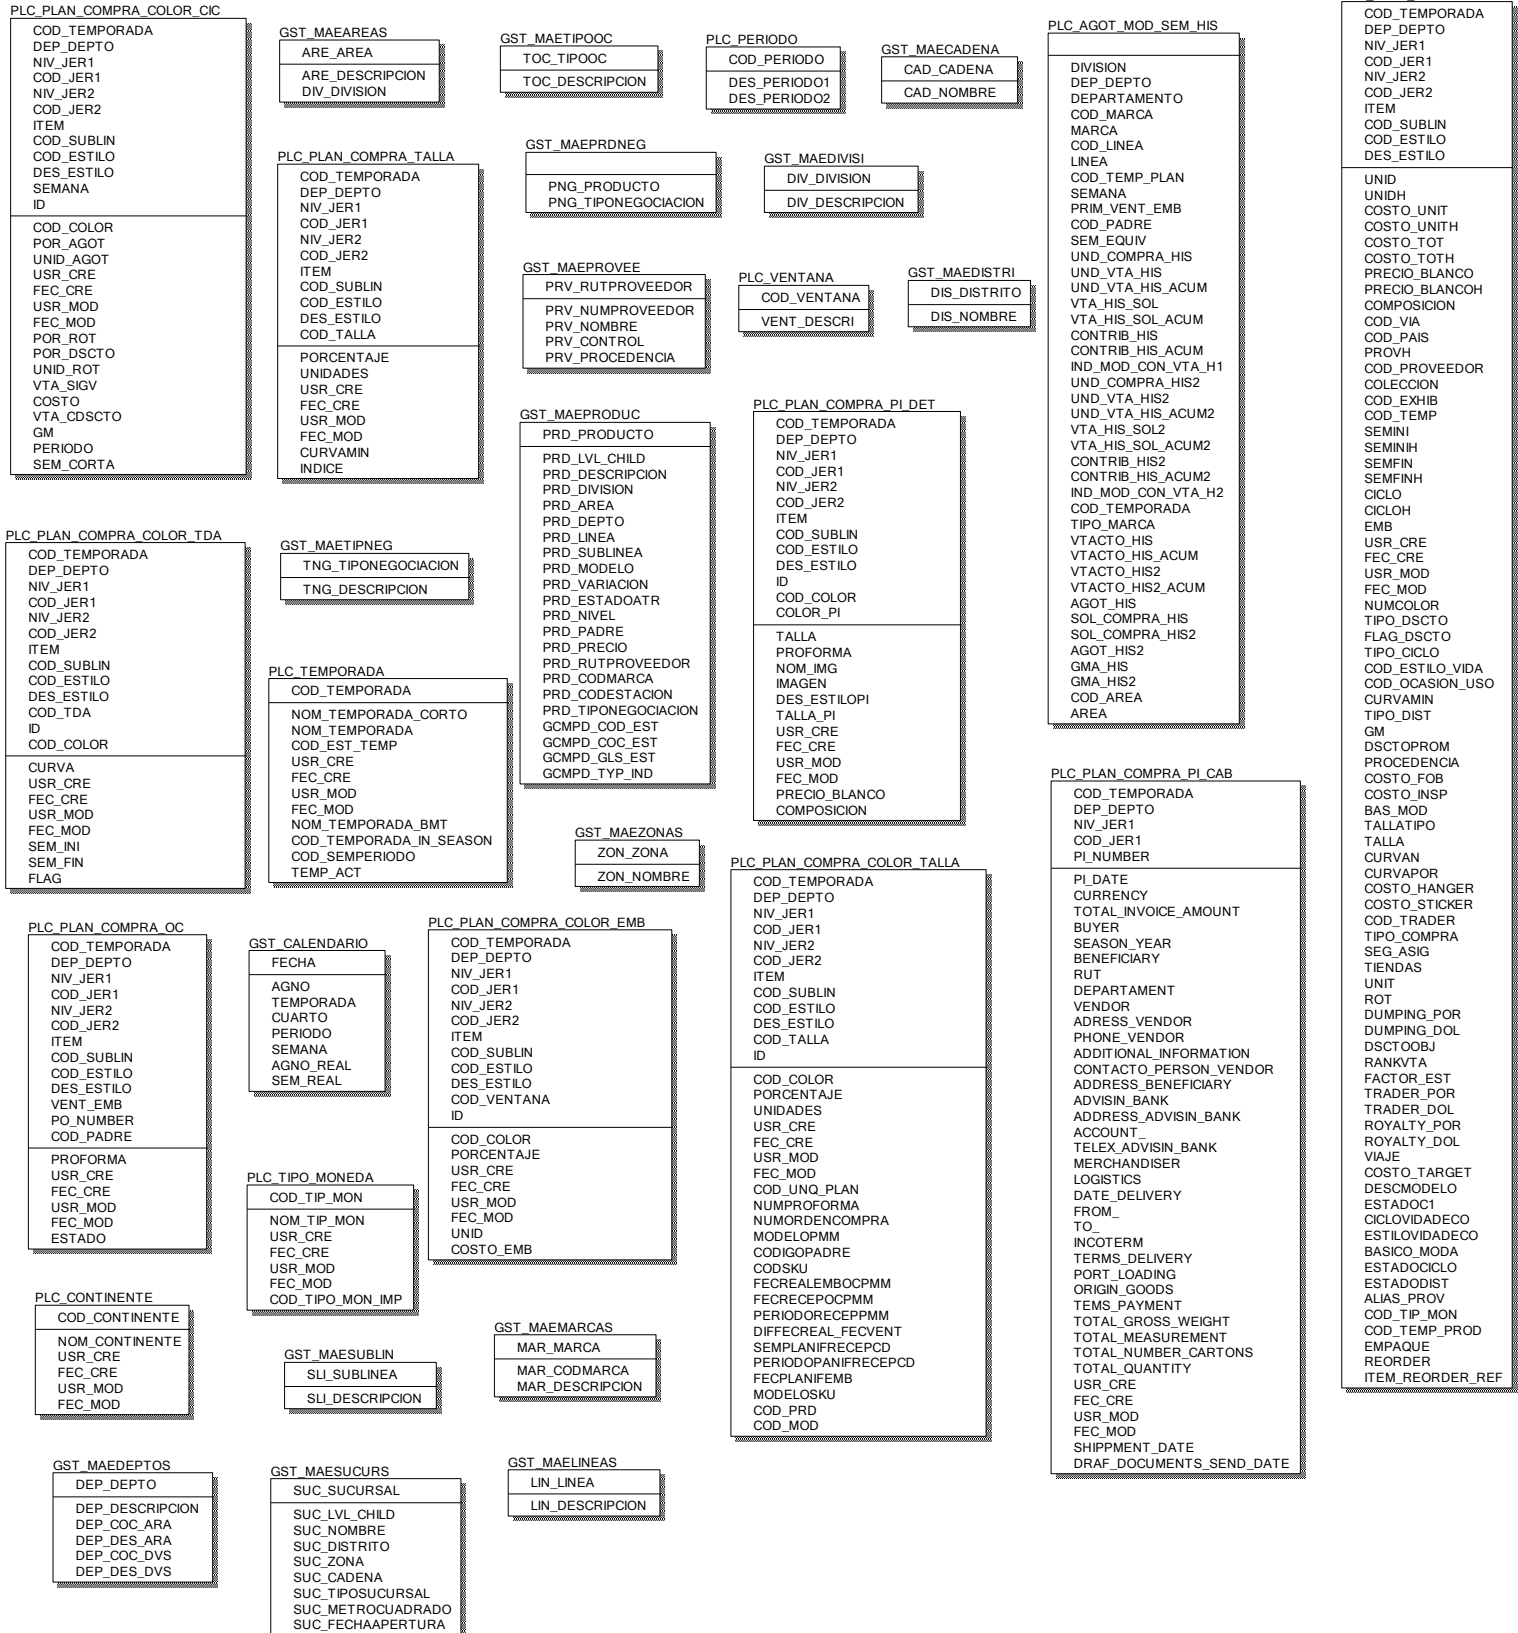 PLC_PLAN_COMPRA_COLOR_CIC
COD_TEMPORADA
DEP_DEPTO
NIV_JER1
COD_JER1
NIV_JER2
COD_JER2
ITEM
COD_SUBLIN
COD_ESTILO
DES_ESTILO
SEMANA
ID
COD_COLOR
POR_AGOT
UNID_AGOT
USR_CRE
FEC_CRE
USR_MOD
FEC_MOD
POR_ROT
POR_DSCTO
UNID_ROT
VTA_SIGV
COSTO
VTA_CDSCTO
GM
PERIODO
SEM_CORTA
GST_MAEAREAS
ARE_AREA
ARE_DESCRIPCION
DIV_DIVISION
GST_MAETIPOOC
TOC_TIPOOC
TOC_DESCRIPCION
PLC_PERIODO
COD_PERIODO
DES_PERIODO1
DES_PERIODO2
GST_MAECADENA
CAD_CADENA
CAD_NOMBRE
PLC_AGOT_MOD_SEM_HIS
DIVISION
DEP_DEPTO
DEPARTAMENTO
COD_MARCA
MARCA
COD_LINEA
LINEA
COD_TEMP_PLAN
SEMANA
PRIM_VENT_EMB
COD_PADRE
SEM_EQUIV
UND_COMPRA_HIS
UND_VTA_HIS
UND_VTA_HIS_ACUM
VTA_HIS_SOL
VTA_HIS_SOL_ACUM
CONTRIB_HIS
CONTRIB_HIS_ACUM
IND_MOD_CON_VTA_H1
UND_COMPRA_HIS2
UND_VTA_HIS2
UND_VTA_HIS_ACUM2
VTA_HIS_SOL2
VTA_HIS_SOL_ACUM2
CONTRIB_HIS2
CONTRIB_HIS_ACUM2
IND_MOD_CON_VTA_H2
COD_TEMPORADA
TIPO_MARCA
VTACTO_HIS
VTACTO_HIS_ACUM
VTACTO_HIS2
VTACTO_HIS2_ACUM
AGOT_HIS
SOL_COMPRA_HIS
SOL_COMPRA_HIS2
AGOT_HIS2
GMA_HIS
GMA_HIS2
COD_AREA
AREA
COD_TEMPORADA
DEP_DEPTO
NIV_JER1
COD_JER1
NIV_JER2
COD_JER2
ITEM
COD_SUBLIN
COD_ESTILO
DES_ESTILO
UNID
UNIDH
COSTO_UNIT
COSTO_UNITH
COSTO_TOT
COSTO_TOTH
PRECIO_BLANCO
PRECIO_BLANCOH
COMPOSICION
COD_VIA
COD_PAIS
PROVH
COD_PROVEEDOR
COLECCION
COD_EXHIB
COD_TEMP
SEMINI
SEMINIH
SEMFIN
SEMFINH
CICLO
CICLOH
EMB
USR_CRE
FEC_CRE
USR_MOD
FEC_MOD
NUMCOLOR
TIPO_DSCTO
FLAG_DSCTO
TIPO_CICLO
COD_ESTILO_VIDA
COD_OCASION_USO
CURVAMIN
TIPO_DIST
GM
DSCTOPROM
PROCEDENCIA
COSTO_FOB
COSTO_INSP
BAS_MOD
TALLATIPO
TALLA
CURVAN
CURVAPOR
COSTO_HANGER
COSTO_STICKER
COD_TRADER
TIPO_COMPRA
SEG_ASIG
TIENDAS
UNIT
ROT
DUMPING_POR
DUMPING_DOL
DSCTOOBJ
RANKVTA
FACTOR_EST
TRADER_POR
TRADER_DOL
ROYALTY_POR
ROYALTY_DOL
VIAJE
COSTO_TARGET
DESCMODELO
ESTADOC1
CICLOVIDADECO
ESTILOVIDADECO
BASICO_MODA
ESTADOCICLO
ESTADODIST
ALIAS_PROV
COD_TIP_MON
COD_TEMP_PROD
EMPAQUE
REORDER
ITEM_REORDER_REF
PLC_PLAN_COMPRA_TALLA
COD_TEMPORADA
DEP_DEPTO
NIV_JER1
COD_JER1
NIV_JER2
COD_JER2
ITEM
COD_SUBLIN
COD_ESTILO
DES_ESTILO
COD_TALLA
PORCENTAJE
UNIDADES
USR_CRE
FEC_CRE
USR_MOD
FEC_MOD
CURVAMIN
INDICE
GST_MAEPRDNEG
PNG_PRODUCTO
PNG_TIPONEGOCIACION
GST_MAEDIVISI
DIV_DIVISION
DIV_DESCRIPCION
GST_MAEPROVEE
PRV_RUTPROVEEDOR
PRV_NUMPROVEEDOR
PRV_NOMBRE
PRV_CONTROL
PRV_PROCEDENCIA
PLC_VENTANA
COD_VENTANA
VENT_DESCRI
GST_MAEDISTRI
DIS_DISTRITO
DIS_NOMBRE
GST_MAEPRODUC
PRD_PRODUCTO
PRD_LVL_CHILD
PRD_DESCRIPCION
PRD_DIVISION
PRD_AREA
PRD_DEPTO
PRD_LINEA
PRD_SUBLINEA
PRD_MODELO
PRD_VARIACION
PRD_ESTADOATR
PRD_NIVEL
PRD_PADRE
PRD_PRECIO
PRD_RUTPROVEEDOR
PRD_CODMARCA
PRD_CODESTACION
PRD_TIPONEGOCIACION
GCMPD_COD_EST
GCMPD_COC_EST
GCMPD_GLS_EST
GCMPD_TYP_IND
PLC_PLAN_COMPRA_PI_DET
COD_TEMPORADA
DEP_DEPTO
NIV_JER1
COD_JER1
NIV_JER2
COD_JER2
ITEM
COD_SUBLIN
COD_ESTILO
DES_ESTILO
ID
COD_COLOR
COLOR_PI
TALLA
PROFORMA
NOM_IMG
IMAGEN
DES_ESTILOPI
TALLA_PI
USR_CRE
FEC_CRE
USR_MOD
FEC_MOD
PRECIO_BLANCO
COMPOSICION
PLC_PLAN_COMPRA_COLOR_TDA
COD_TEMPORADA
DEP_DEPTO
NIV_JER1
COD_JER1
NIV_JER2
COD_JER2
ITEM
COD_SUBLIN
COD_ESTILO
DES_ESTILO
COD_TDA
ID
COD_COLOR
CURVA
USR_CRE
FEC_CRE
USR_MOD
FEC_MOD
SEM_INI
SEM_FIN
FLAG
GST_MAETIPNEG
TNG_TIPONEGOCIACION
TNG_DESCRIPCION
PLC_TEMPORADA
COD_TEMPORADA
NOM_TEMPORADA_CORTO
NOM_TEMPORADA
COD_EST_TEMP
USR_CRE
FEC_CRE
USR_MOD
FEC_MOD
NOM_TEMPORADA_BMT
COD_TEMPORADA_IN_SEASON
COD_SEMPERIODO
TEMP_ACT
GST_MAEZONAS
ZON_ZONA
ZON_NOMBRE
PLC_PLAN_COMPRA_PI_CAB
COD_TEMPORADA
DEP_DEPTO
NIV_JER1
COD_JER1
PI_NUMBER
PI_DATE
CURRENCY
TOTAL_INVOICE_AMOUNT
BUYER
SEASON_YEAR
BENEFICIARY
RUT
DEPARTAMENT
VENDOR
ADRESS_VENDOR
PHONE_VENDOR
ADDITIONAL_INFORMATION
CONTACTO_PERSON_VENDOR
ADDRESS_BENEFICIARY
ADVISIN_BANK
ADDRESS_ADVISIN_BANK
ACCOUNT_
TELEX_ADVISIN_BANK
MERCHANDISER
LOGISTICS
DATE_DELIVERY
FROM_
TO_
INCOTERM
TERMS_DELIVERY
PORT_LOADING
ORIGIN_GOODS
TEMS_PAYMENT
TOTAL_GROSS_WEIGHT
TOTAL_MEASUREMENT
TOTAL_NUMBER_CARTONS
TOTAL_QUANTITY
USR_CRE
FEC_CRE
USR_MOD
FEC_MOD
SHIPPMENT_DATE
DRAF_DOCUMENTS_SEND_DATE
PLC_PLAN_COMPRA_COLOR_TALLA
COD_TEMPORADA
DEP_DEPTO
NIV_JER1
COD_JER1
NIV_JER2
COD_JER2
ITEM
COD_SUBLIN
COD_ESTILO
DES_ESTILO
COD_TALLA
ID
COD_COLOR
PORCENTAJE
UNIDADES
USR_CRE
FEC_CRE
USR_MOD
FEC_MOD
COD_UNQ_PLAN
NUMPROFORMA
NUMORDENCOMPRA
MODELOPMM
CODIGOPADRE
CODSKU
FECREALEMBOCPMM
FECRECEPOCPMM
PERIODORECEPPMM
DIFFECREAL_FECVENT
SEMPLANIFRECEPCD
PERIODOPANIFRECEPCD
FECPLANIFEMB
MODELOSKU
COD_PRD
COD_MOD
PLC_PLAN_COMPRA_OC
COD_TEMPORADA
DEP_DEPTO
NIV_JER1
COD_JER1
NIV_JER2
COD_JER2
ITEM
COD_SUBLIN
COD_ESTILO
DES_ESTILO
VENT_EMB
PO_NUMBER
COD_PADRE
PROFORMA
USR_CRE
FEC_CRE
USR_MOD
FEC_MOD
ESTADO
GST_CALENDARIO
FECHA
AGNO
TEMPORADA
CUARTO
PERIODO
SEMANA
AGNO_REAL
SEM_REAL
PLC_PLAN_COMPRA_COLOR_EMB
COD_TEMPORADA
DEP_DEPTO
NIV_JER1
COD_JER1
NIV_JER2
COD_JER2
ITEM
COD_SUBLIN
COD_ESTILO
DES_ESTILO
COD_VENTANA
ID
COD_COLOR
PORCENTAJE
USR_CRE
FEC_CRE
USR_MOD
FEC_MOD
UNID
COSTO_EMB
PLC_TIPO_MONEDA
COD_TIP_MON
NOM_TIP_MON
USR_CRE
FEC_CRE
USR_MOD
FEC_MOD
COD_TIPO_MON_IMP
PLC_CONTINENTE
COD_CONTINENTE
NOM_CONTINENTE
USR_CRE
FEC_CRE
USR_MOD
FEC_MOD
GST_MAESUBLIN
SLI_SUBLINEA
SLI_DESCRIPCION
GST_MAEMARCAS
MAR_MARCA
MAR_CODMARCA
MAR_DESCRIPCION
GST_MAEDEPTOS
DEP_DEPTO
DEP_DESCRIPCION
DEP_COC_ARA
DEP_DES_ARA
DEP_COC_DVS
DEP_DES_DVS
GST_MAESUCURS
SUC_SUCURSAL
SUC_LVL_CHILD
SUC_NOMBRE
SUC_DISTRITO
SUC_ZONA
SUC_CADENA
SUC_TIPOSUCURSAL
SUC_METROCUADRADO
SUC_FECHAAPERTURA
GST_MAELINEAS
LIN_LINEA
LIN_DESCRIPCION